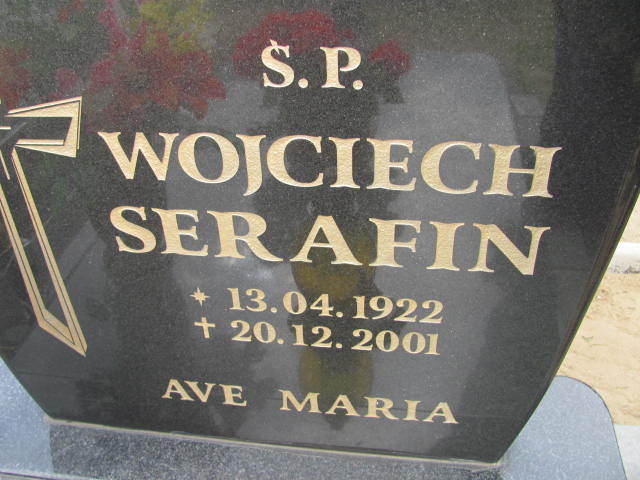 Ś.P.
WOJCIECH
SERAFIN
* 13.04.1922
✝ 20.12.2001
AVE MARIA